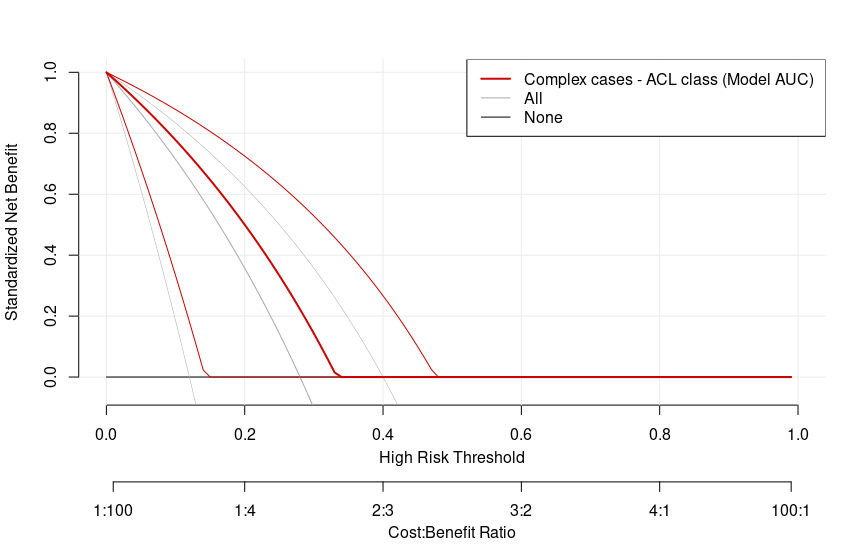 Complex cases - ACL class (Model AUC)
All
None
Standardized Net Benefit
1.0
0.8
0.6
0.4
0.2
0.0
0.0 0.2 0.4 0.6 0.8 1.0
High Risk Threshold
1:100 1:4 2:3 3:2 4:1 100:1
Cost:Benefit Ratio